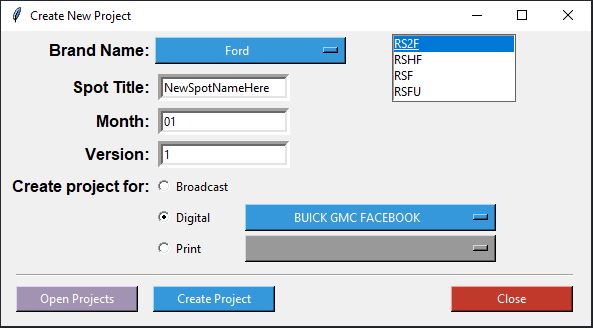 Create New Project
Brand Name: Ford
RS2F
RSHF
RSF
RSFU
Spot Title: NewSpotNameHere
Month: 01
Version: 1
Create project for: Broadcast
Digital BUICK GMC FACEBOOK
Print
Open Projects Create Project Close